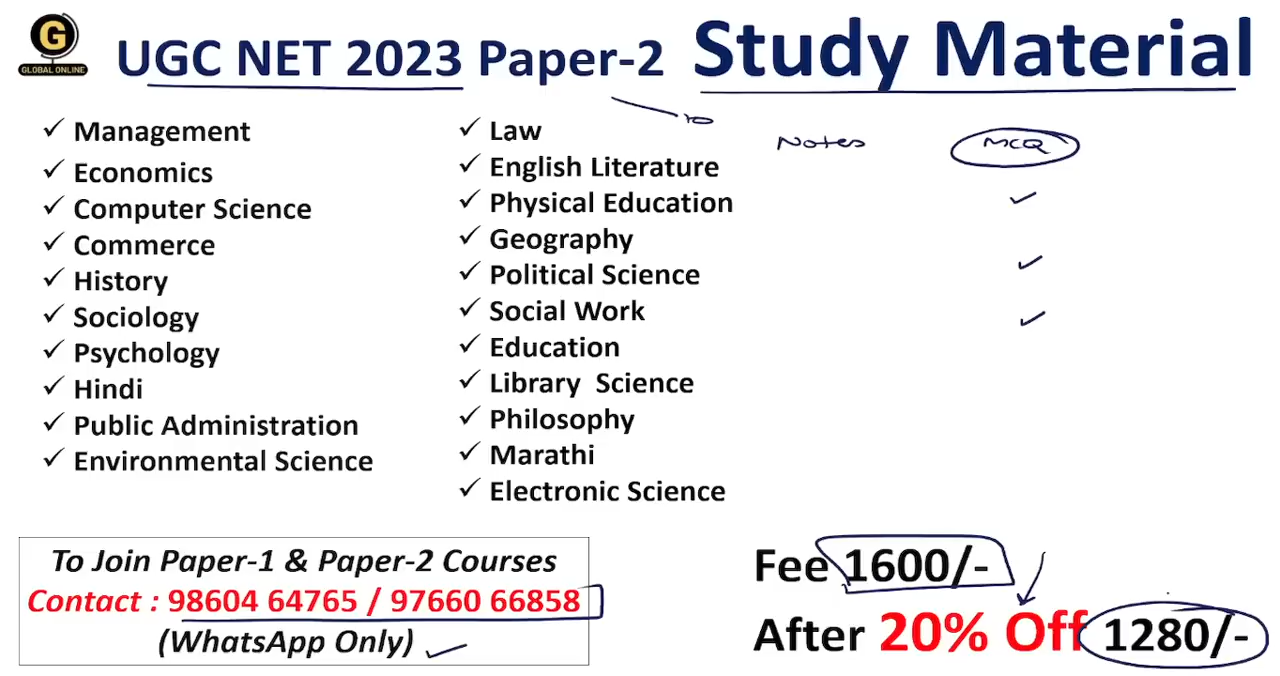 G
GLOBAL ONLINE
UGC NET 2023 Paper-2 Study Material
✓ Management
✓ Economics
✓ Computer Science
✓ Commerce
✓ History
✓ Sociology
✓ Psychology
✓ Hindi
✓ Public Administration
✓ Environmental Science
✓ Law
✓ English Literature
✓ Physical Education
✓ Geography
✓ Political Science
✓ Social Work
✓ Education
✓ Library Science
✓ Philosophy
✓ Marathi
✓ Electronic Science
Notes MCQ
To Join Paper-1 & Paper-2 Courses
Contact : 98604 64765 / 97660 66858
(WhatsApp Only)
Fee 1600/-
After 20% Off 1280/-